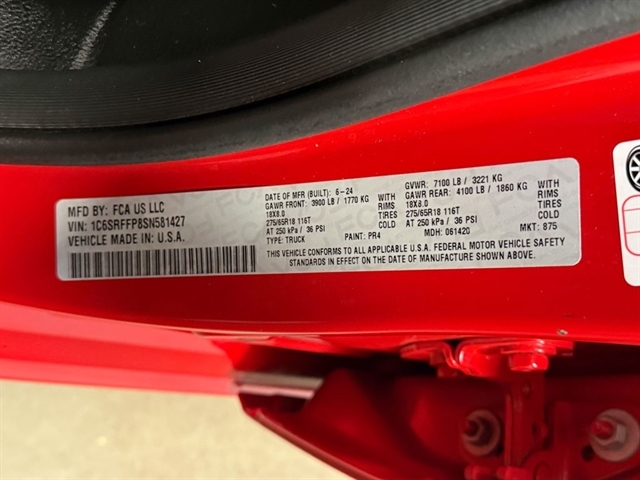 MFD BY: FCA US LLC
VIN: 1C6SRFFP8SN581427
VEHICLE MADE IN: U.S.A.
DATE OF MFR (BUILT): 6-24
GAWR FRONT: 3900 LB / 1770 KG WITH
18X8.0 RIMS
275/65R18 116T TIRES
AT 250 kPa / 36 PSI COLD
TYPE: TRUCK PAINT: PR4
GVWR: 7100 LB / 3221 KG
GAWR REAR: 4100 LB / 1860 KG WITH
18X8.0 RIMS
275/65R18 116T TIRES
AT 250 kPa / 36 PSI COLD
MDH: 061420 MKT: 875
THIS VEHICLE CONFORMS TO ALL APPLICABLE U.S.A. FEDERAL MOTOR VEHICLE SAFETY
STANDARDS IN EFFECT ON THE DATE OF MANUFACTURE SHOWN ABOVE.